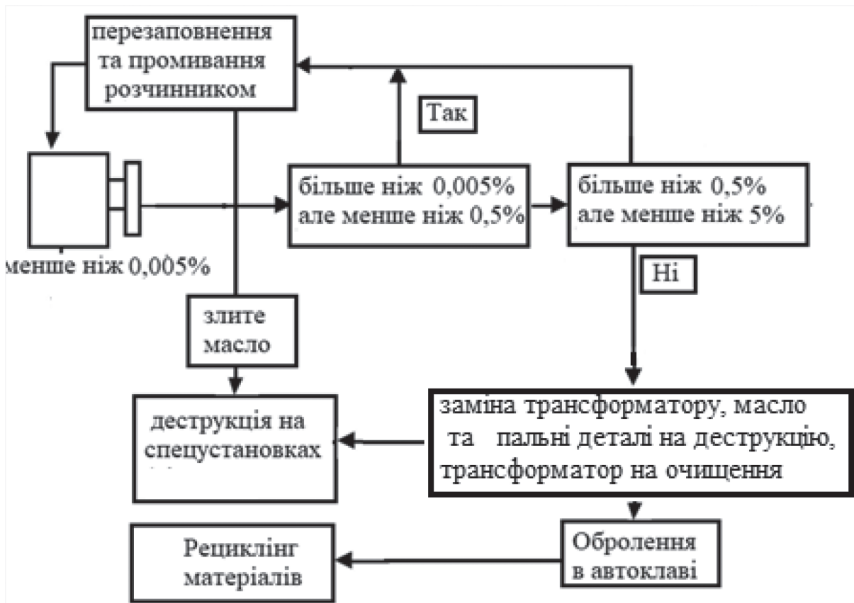 перезаповнення
та промивання
розчинником
Так
більше ніж 0,005%
але менше ніж 0,5%
більше ніж 0,5%
але менше ніж 5%
менше ніж 0,005%
Ні
злите
масло
деструкція на
спецустановках
заміна трансформатору, масло
та пальні деталі на деструкцію,
трансформатор на очищення
Рециклінг
матеріалів
Обролення
в автоклаві